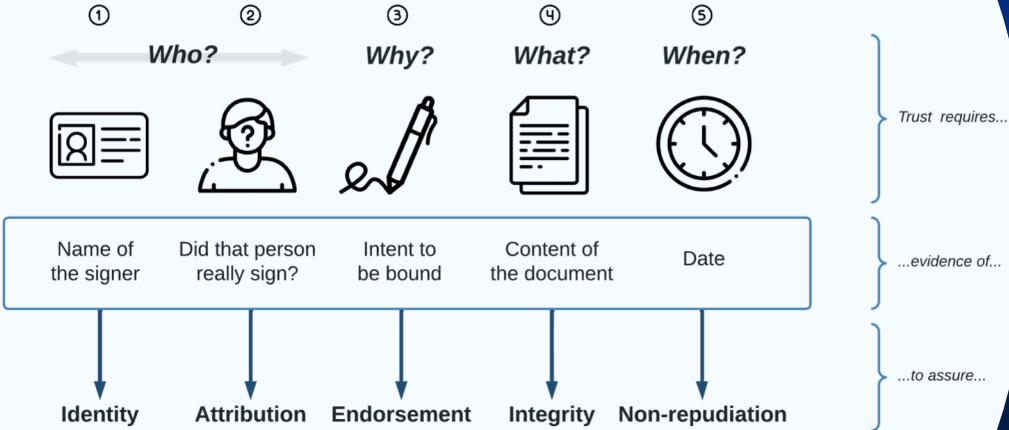 1 2 3 4 5
Who? Why? What? When?
?
Trust requires...
Name of
the signer
Did that person
really sign?
Intent to
be bound
Content of
the document
Date
...evidence of...
...to assure...
Identity Attribution Endorsement Integrity Non-repudiation